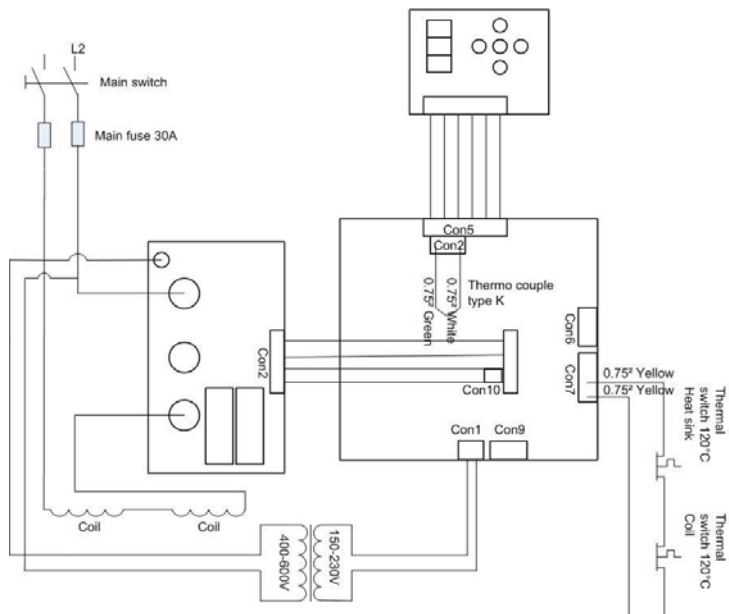 L2
Main switch
Main fuse 30A
Con5
Con2
0.75² Green
0.75² White
Thermo couple
type K
Con6
Con2
Con10
Con7
0.75² Yellow
0.75² Yellow
Thermal
switch 120°C
Heat sink
Con1
Con9
Coil
Coil
400-600V
150-230V
Thermal
switch 120°C
Coil